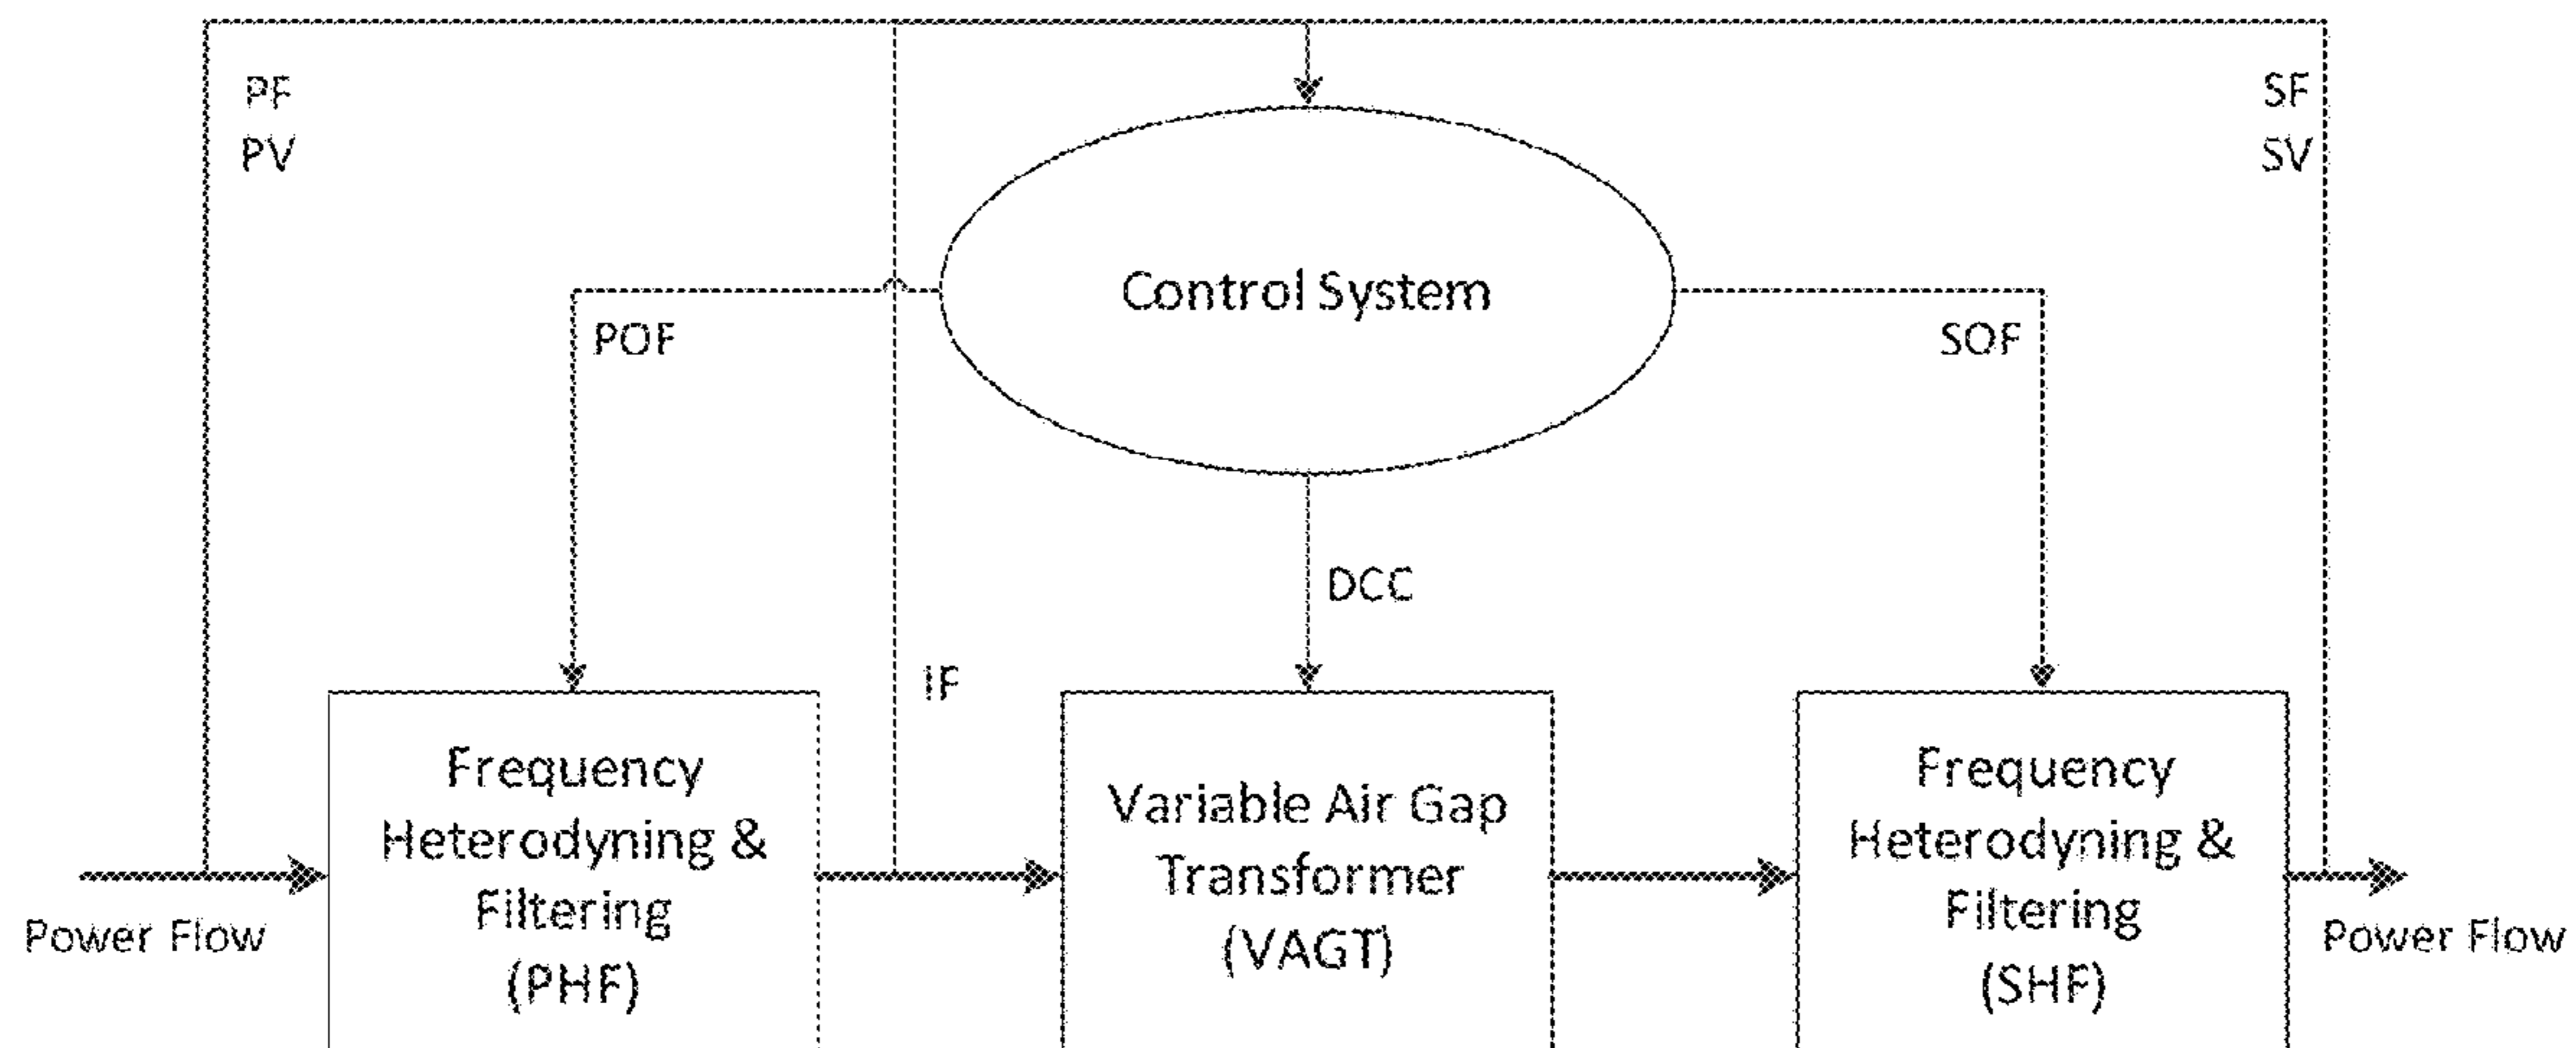 PF
PV
SF
SV
Control System
POF
SOF
DCC
IF
Frequency
Heterodyning &
Filtering
(PHF)
Variable Air Gap
Transformer
(VAGT)
Frequency
Heterodyning &
Filtering
(SHF)
Power Flow
Power Flow